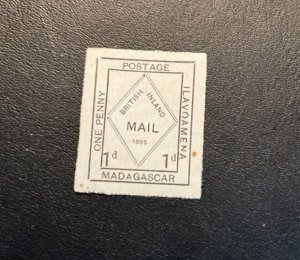 POSTAGE
ONE PENNY
ILAVOAMENA
BRITISH INLAND
MAIL
1895
1d 1d
MADAGASCAR